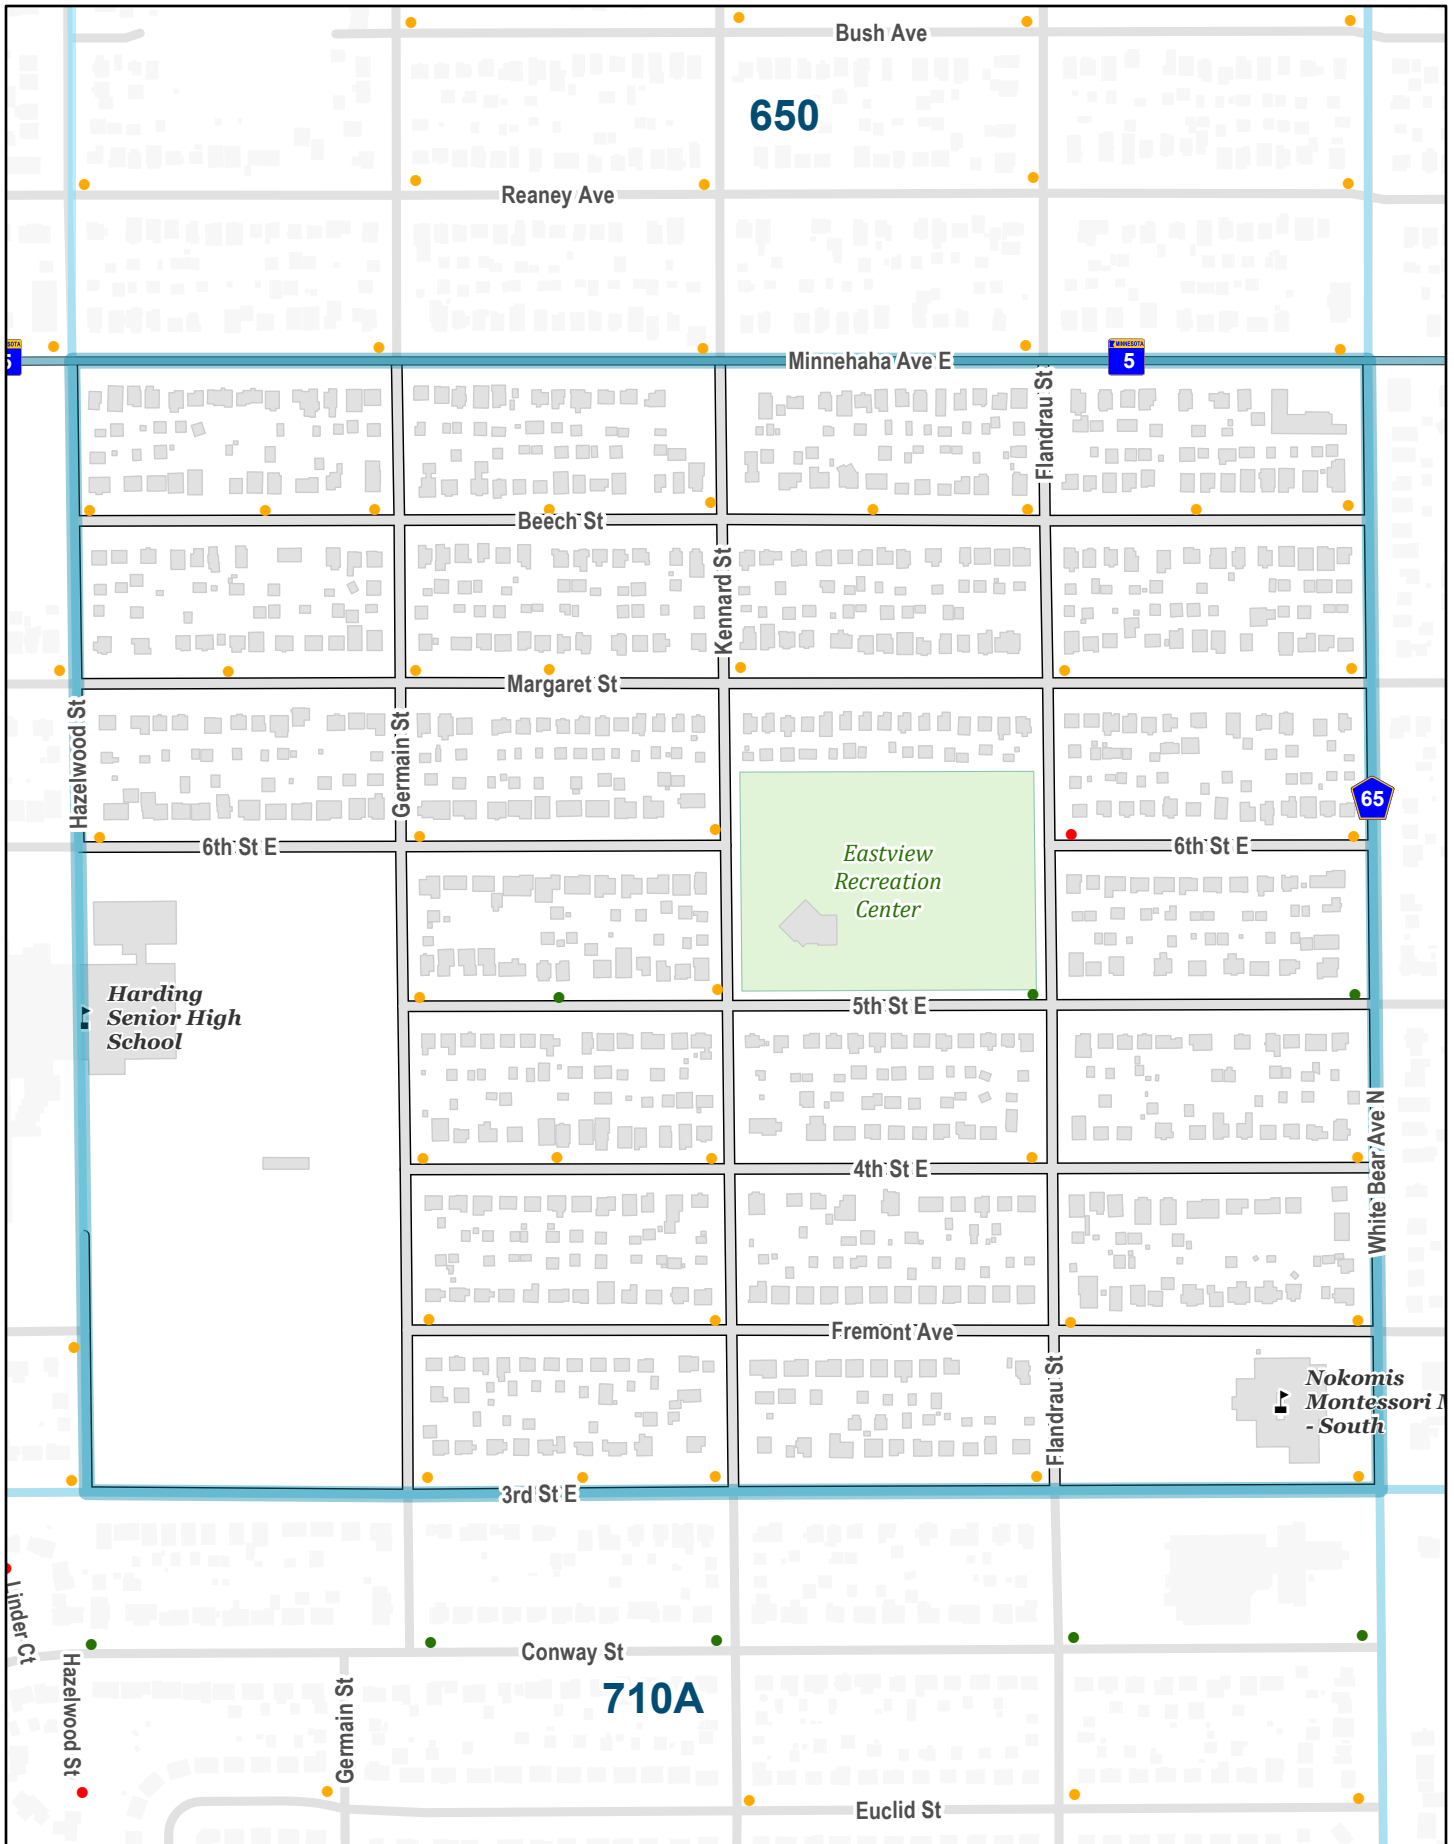 Bush Ave
650
Reaney Ave
Minnehaha Ave E
MINNESOTA
5
5
Flandrau St
Beech St
Kennard St
Margaret St
Hazelwood St
Germain St
65
6th St E
6th St E
Eastview
Recreation
Center
Harding
Senior High
School
5th St E
White Bear Ave N
4th St E
Fremont Ave
Flandrau St
Nokomis
Montessori M
- South
3rd St E
Linder Ct
Conway St
Hazelwood St
Germain St
710A
Euclid St